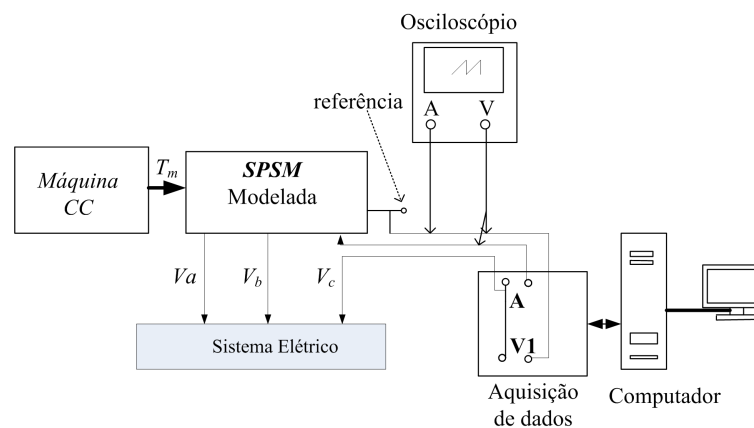 Osciloscópio
A
V
referência
Máquina
CC
Tm
SPSM
Modelada
Va
Vb
Vc
Sistema Elétrico
A
V1
Aquisição
de dados
Computador